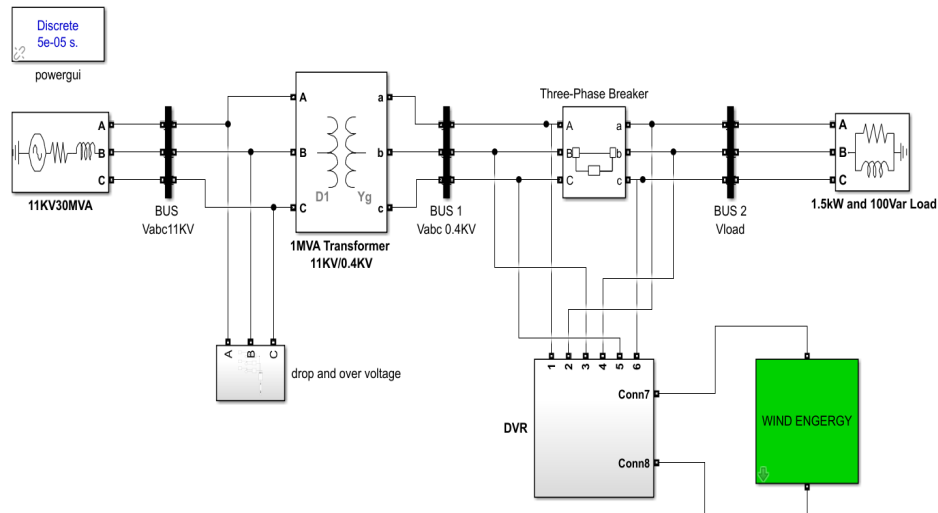 Discrete
5e-05 s.
powergui
A
B
C
11KV30MVA
BUS
Vabc11KV
A
B
C
a
b
c
D1 Yg
1MVA Transformer
11KV/0.4KV
BUS 1
Vabc 0.4KV
Three-Phase Breaker
A
B
C
a
b
c
BUS 2
Vload
A
B
C
1.5kW and 100Var Load
A B C
drop and over voltage
1 2 3 4 5 6
Conn7
DVR
Conn8
WIND ENGERGY